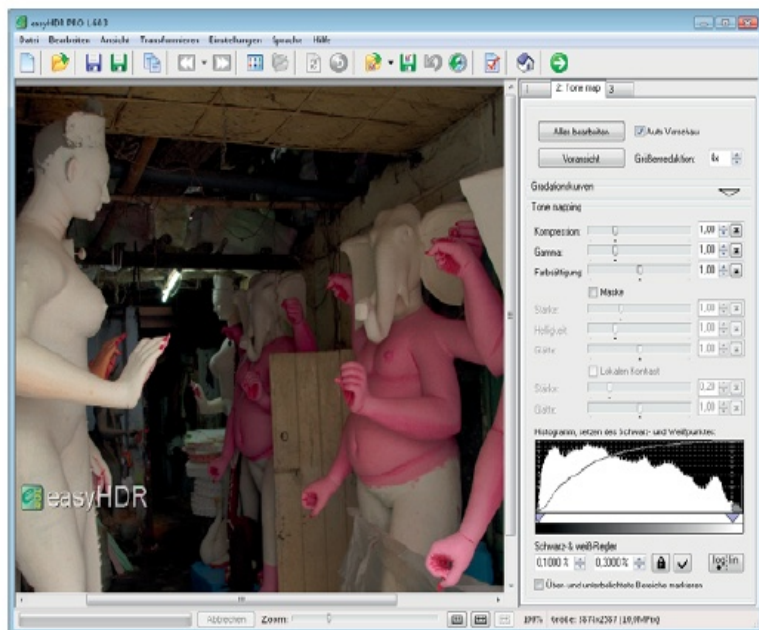 easyHDR PRO 1.60.3
Datei Bearbeiten Ansicht Transformieren Einstellungen Sprache Hilfe
1 2: Tone map 3
Alles bearbeiten Auto Vorschau
Voransicht Größenreduktion: 8x
Gradationskurven
Tone mapping
Kompression: 1,00
Gamma: 1,00
Farbsättigung: 1,00
Maske
Stärke: 1,00
Helligkeit: 1,00
Glätte: 1,00
Lokalen Kontrast
Stärke: 0,20
Glätte: 1,00
Histogramm, setzen des Schwarz- und Weißpunktes:
easyHDR
Schwarz-& weiß-Regler
0,1000 % 0,3000 % log lin
Über- und unterbelichtete Bereiche markieren
Abbrechen Zoom: 100%